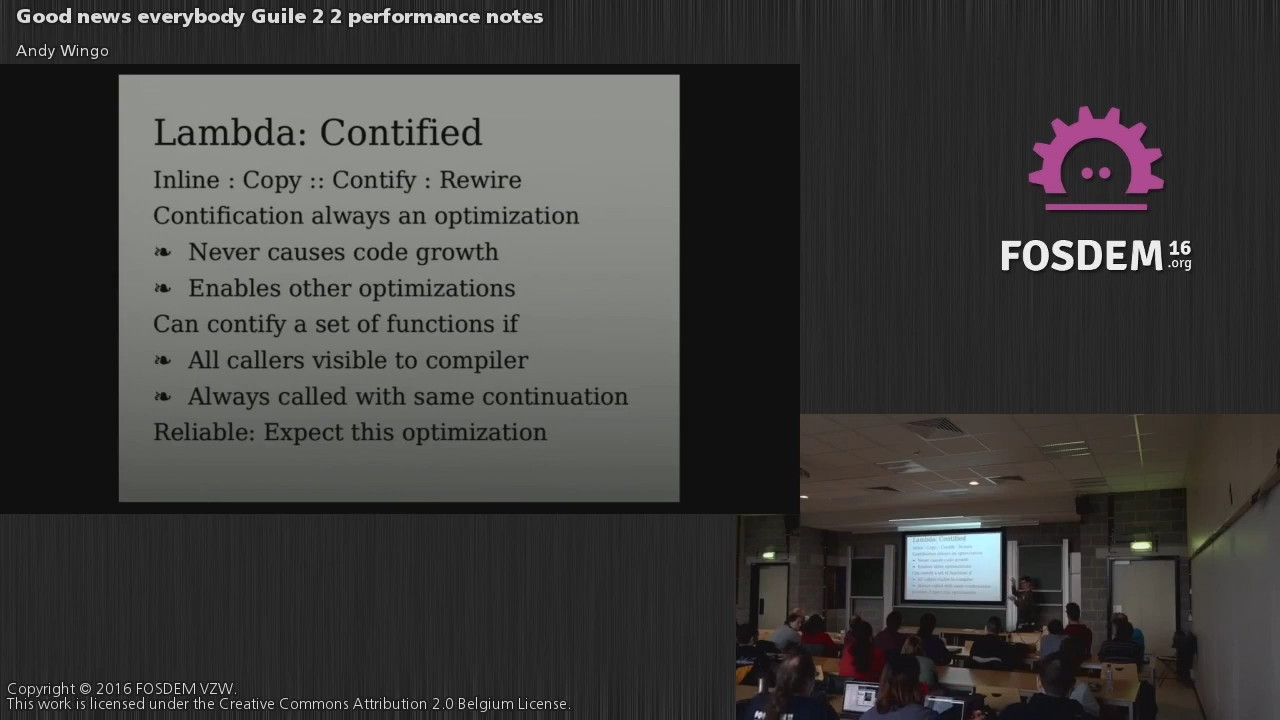 Good news everybody Guile 2 2 performance notes
Andy Wingo
Lambda: Contified
Inline : Copy :: Contify : Rewire
Contification always an optimization
❧ Never causes code growth
❧ Enables other optimizations
Can contify a set of functions if
❧ All callers visible to compiler
❧ Always called with same continuation
Reliable: Expect this optimization
FOSDEM 16 .org
Lambda: Contified
Copyright © 2016 FOSDEM VZW.
This work is licensed under the Creative Commons Attribution 2.0 Belgium License.